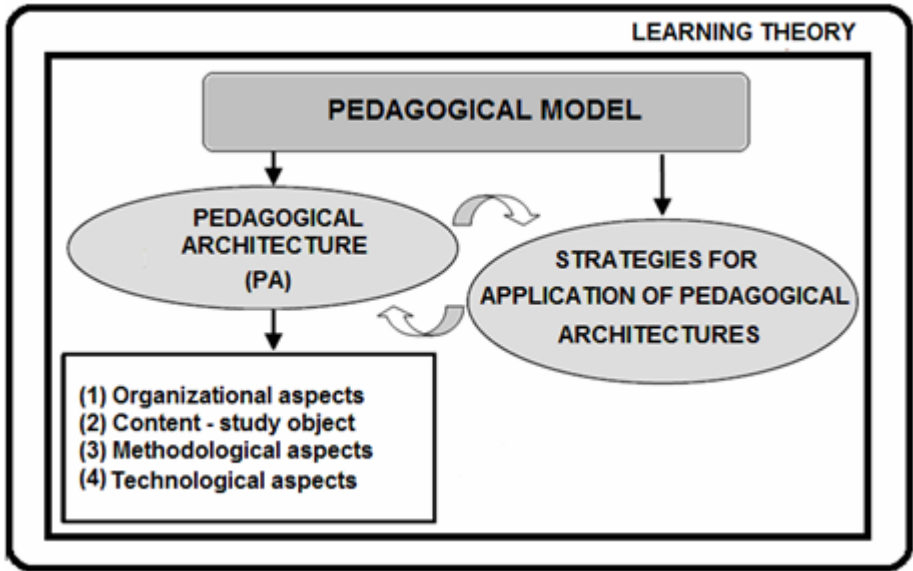 LEARNING THEORY
PEDAGOGICAL MODEL
PEDAGOGICAL
ARCHITECTURE
(PA)
STRATEGIES FOR
APPLICATION OF PEDAGOGICAL
ARCHITECTURES
(1) Organizational aspects
(2) Content - study object
(3) Methodological aspects
(4) Technological aspects